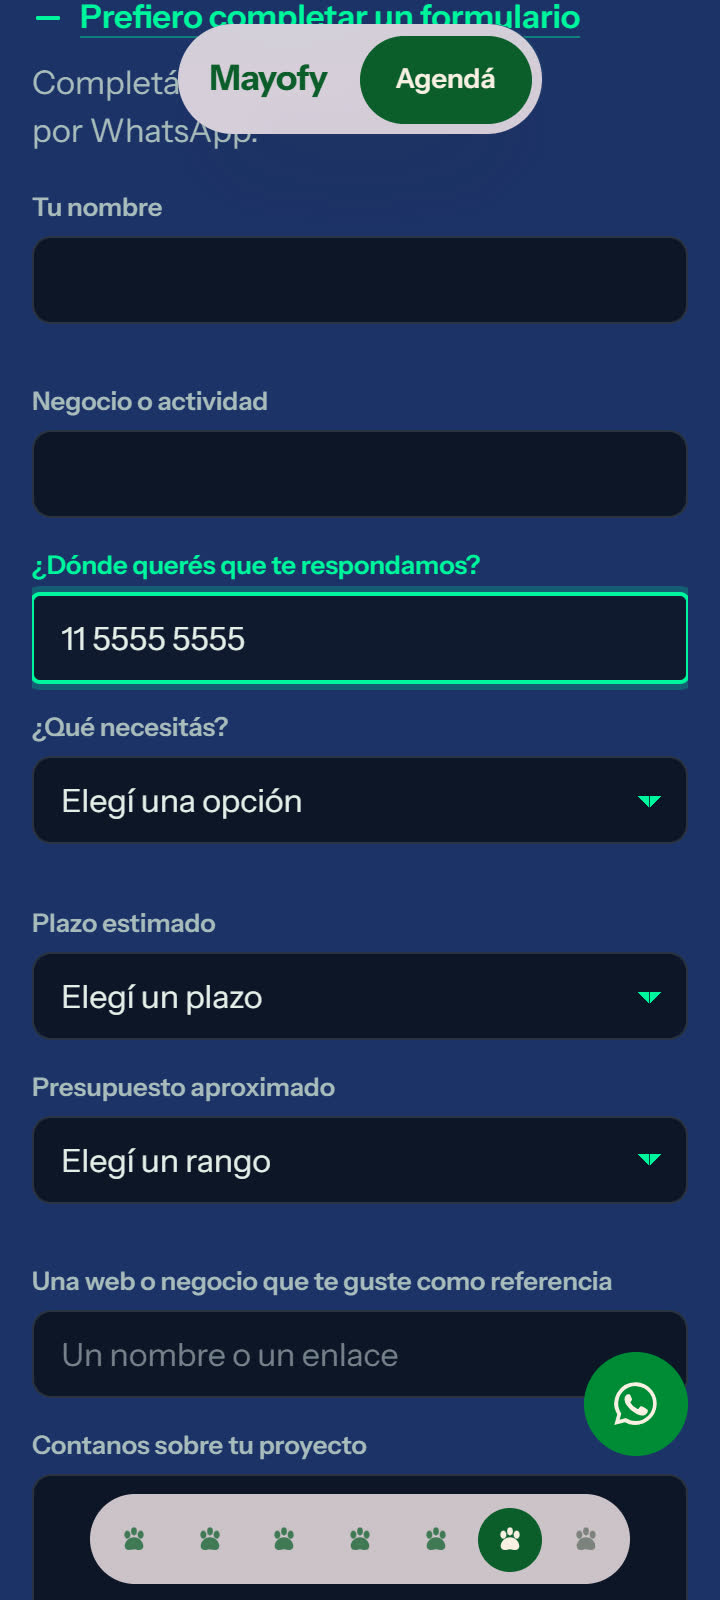 Prefiero completar un formulario
Mayofy
Agendá
Completá
por WhatsApp.
Tu nombre
Negocio o actividad
¿Dónde querés que te respondamos?
11 5555 5555
¿Qué necesitás?
Elegí una opción
Plazo estimado
Elegí un plazo
Presupuesto aproximado
Elegí un rango
Una web o negocio que te guste como referencia
Un nombre o un enlace
Contanos sobre tu proyecto